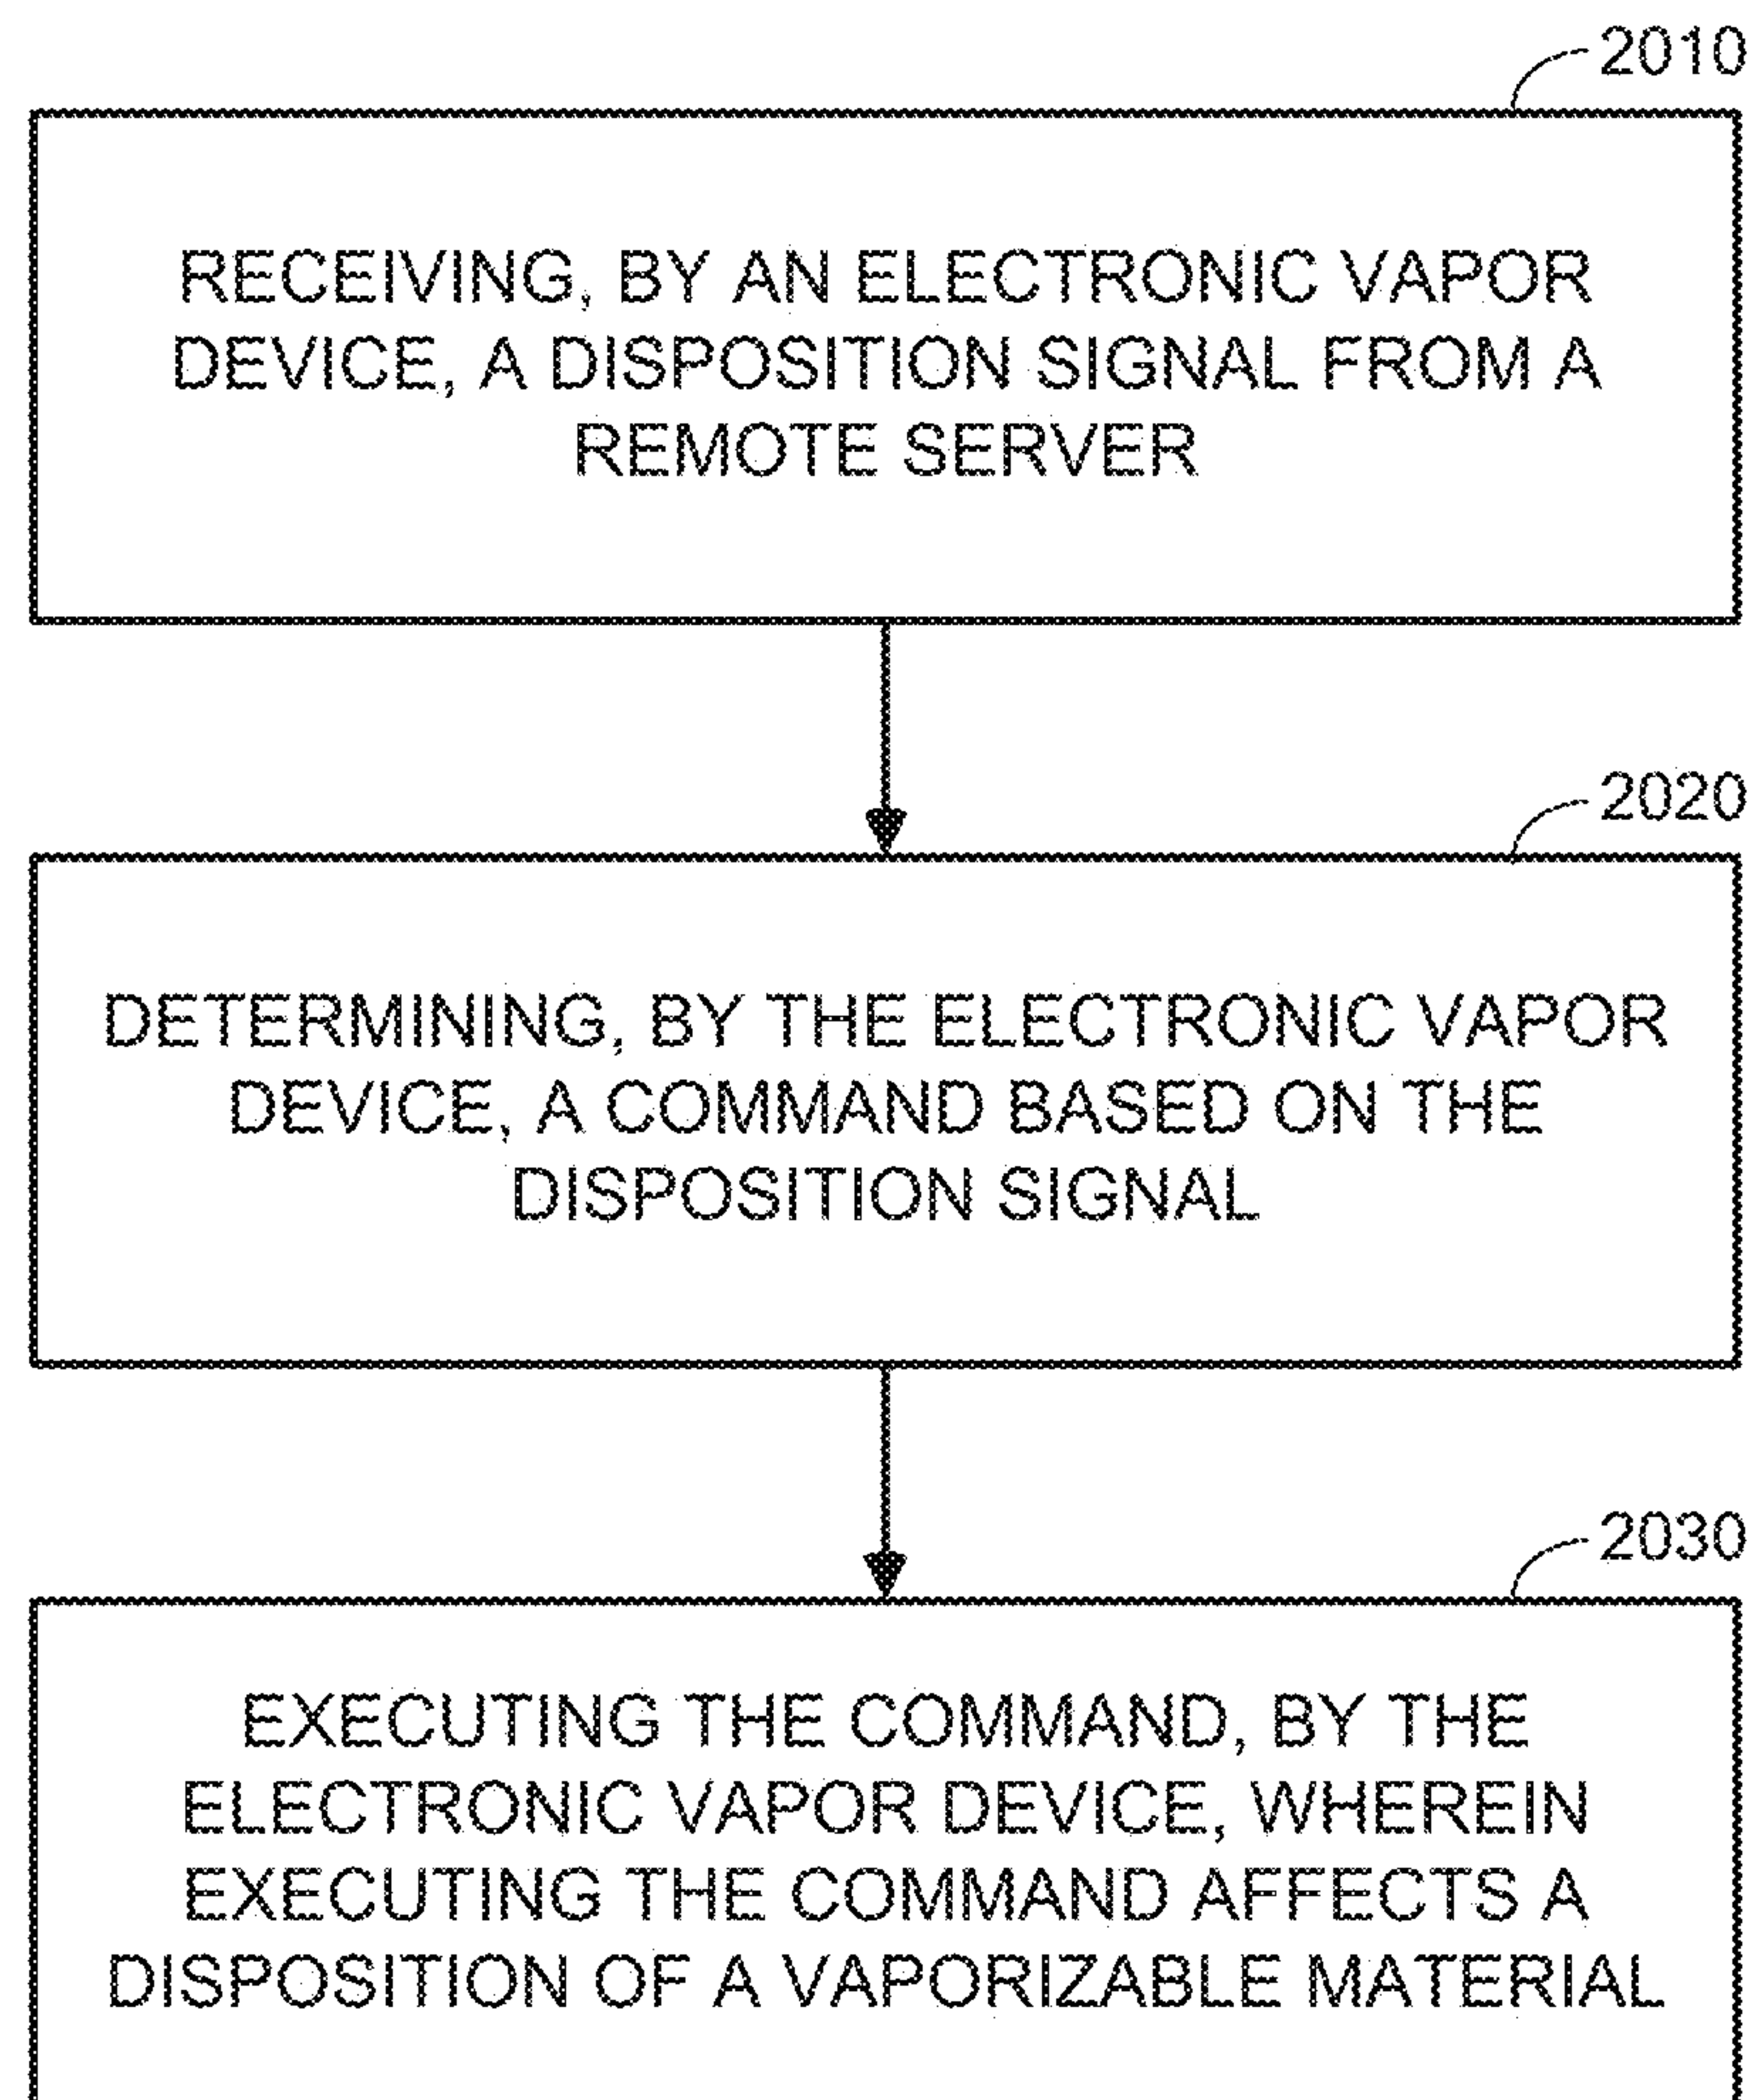 2010
RECEIVING, BY AN ELECTRONIC VAPOR
DEVICE, A DISPOSITION SIGNAL FROM A
REMOTE SERVER
2020
DETERMINING, BY THE ELECTRONIC VAPOR
DEVICE, A COMMAND BASED ON THE
DISPOSITION SIGNAL
2030
EXECUTING THE COMMAND, BY THE
ELECTRONIC VAPOR DEVICE, WHEREIN
EXECUTING THE COMMAND AFFECTS A
DISPOSITION OF A VAPORIZABLE MATERIAL